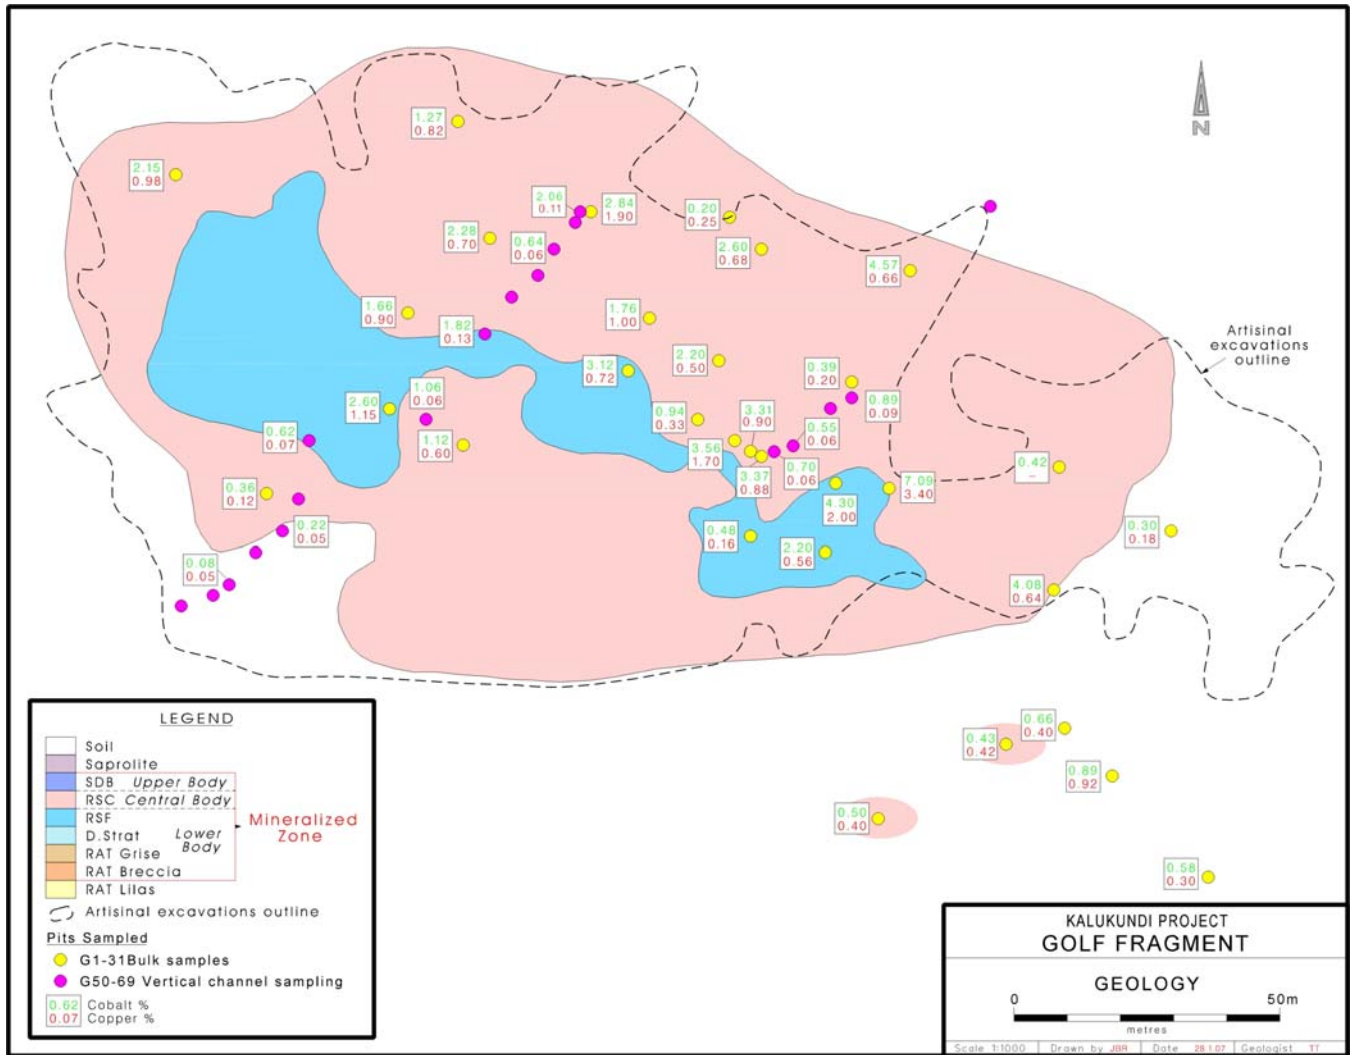 1.27
0.82
2.15
0.98
N
2.06
0.11
2.84
1.90
0.20
0.25
2.28
0.70
0.64
0.06
2.60
0.68
4.57
0.66
1.66
0.90
1.82
0.13
1.76
1.00
Artisinal
excavations
outline
3.12
0.72
2.20
0.50
0.39
0.20
1.06
0.06
2.60
1.15
0.89
0.09
0.94
0.33
3.31
0.90
0.55
0.06
0.62
0.07
1.12
0.60
3.56
1.70
3.37
0.88
0.70
0.06
0.42
–
0.36
0.12
7.09
3.40
4.30
2.00
0.22
0.05
0.48
0.16
2.20
0.56
0.30
0.18
0.08
0.05
4.08
0.64
0.66
0.40
0.43
0.42
0.89
0.92
0.50
0.40
0.58
0.30
LEGEND
Soil
Saprolite
SDB Upper Body
RSC Central Body
RSF
D.Strat Lower
Body
RAT Grise
RAT Breccia
RAT Lilas
Mineralized
Zone
Artisinal excavations outline
Pits Sampled
G1-31Bulk samples
G50-69 Vertical channel sampling
0.62 Cobalt %
0.07 Copper %
KALUKUNDI PROJECT
GOLF FRAGMENT
GEOLOGY
0 50m
metres
Scale 1:1000 Drawn by JBR Date 28.1.07 Geologist TT